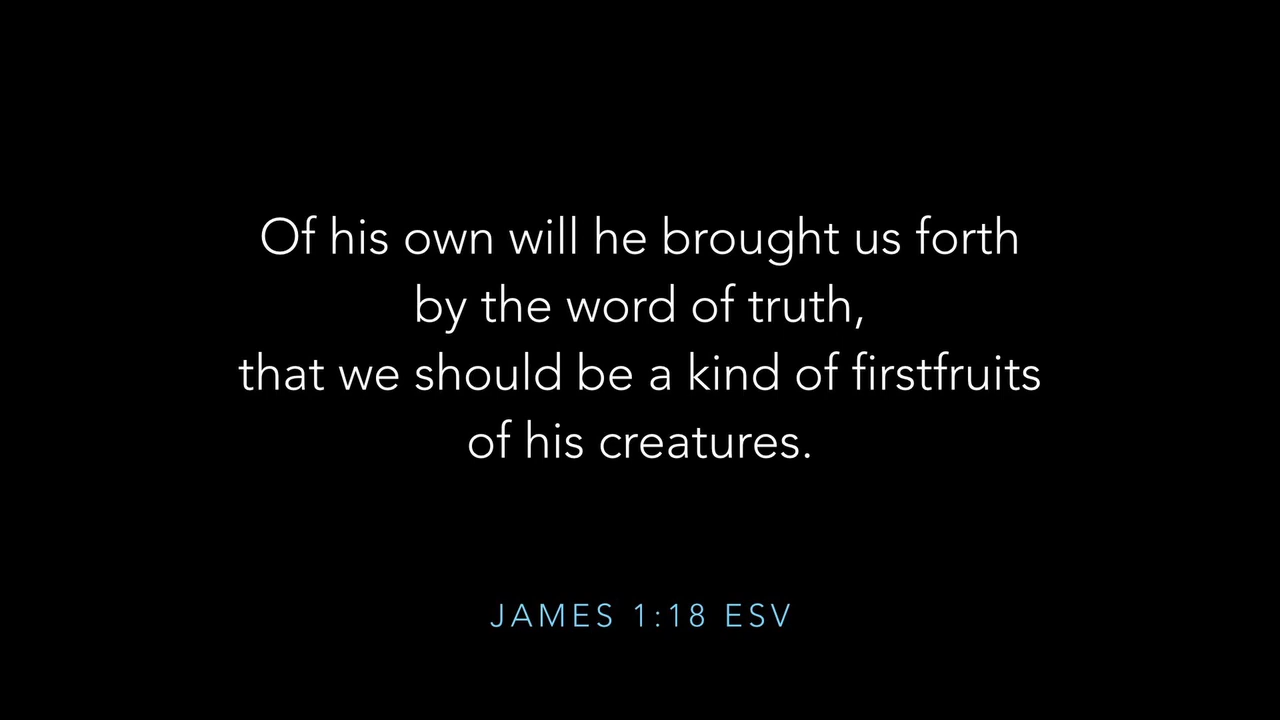 Of his own will he brought us forth
by the word of truth,
that we should be a kind of firstfruits
of his creatures.
JAMES 1:18 ESV